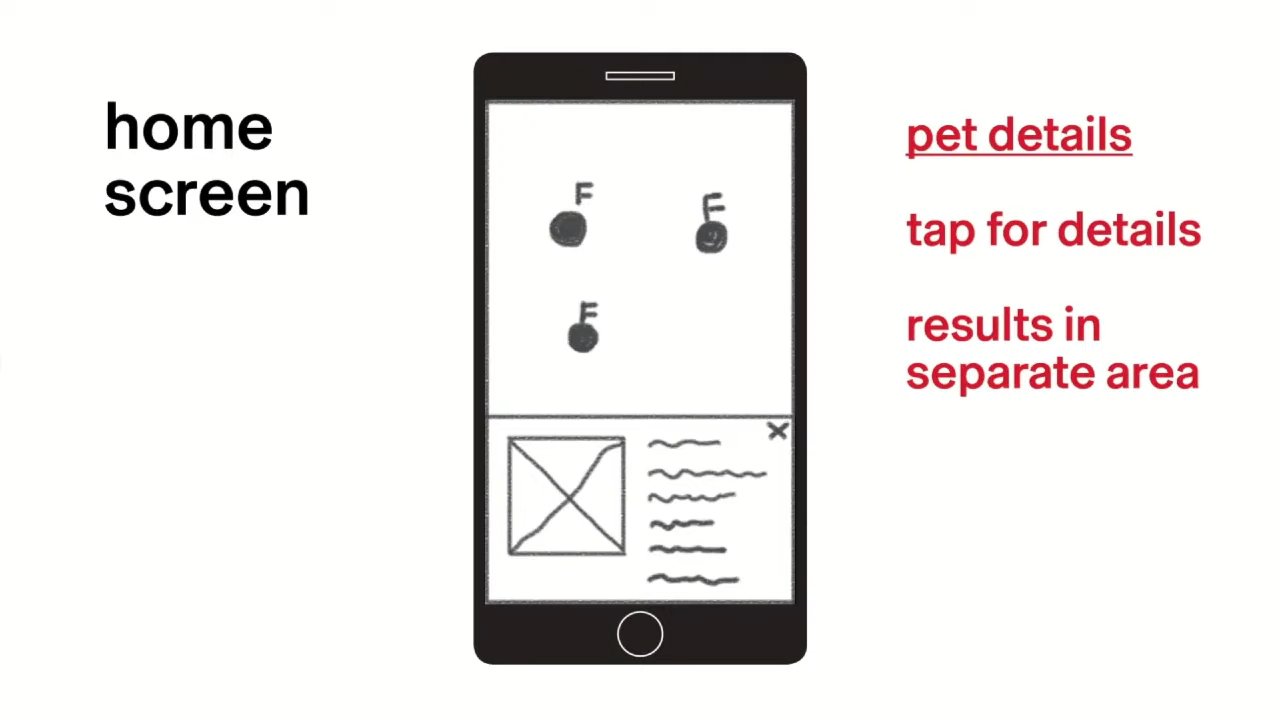 home
screen
F
F
F
pet details
tap for details
results in
separate area